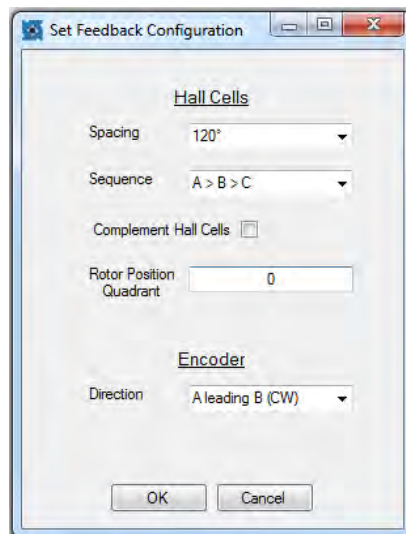 Set Feedback Configuration
Hall Cells
Spacing 120°
Sequence A > B > C
Complement Hall Cells
Rotor Position
Quadrant 0
Encoder
Direction A leading B (CW)
OK Cancel